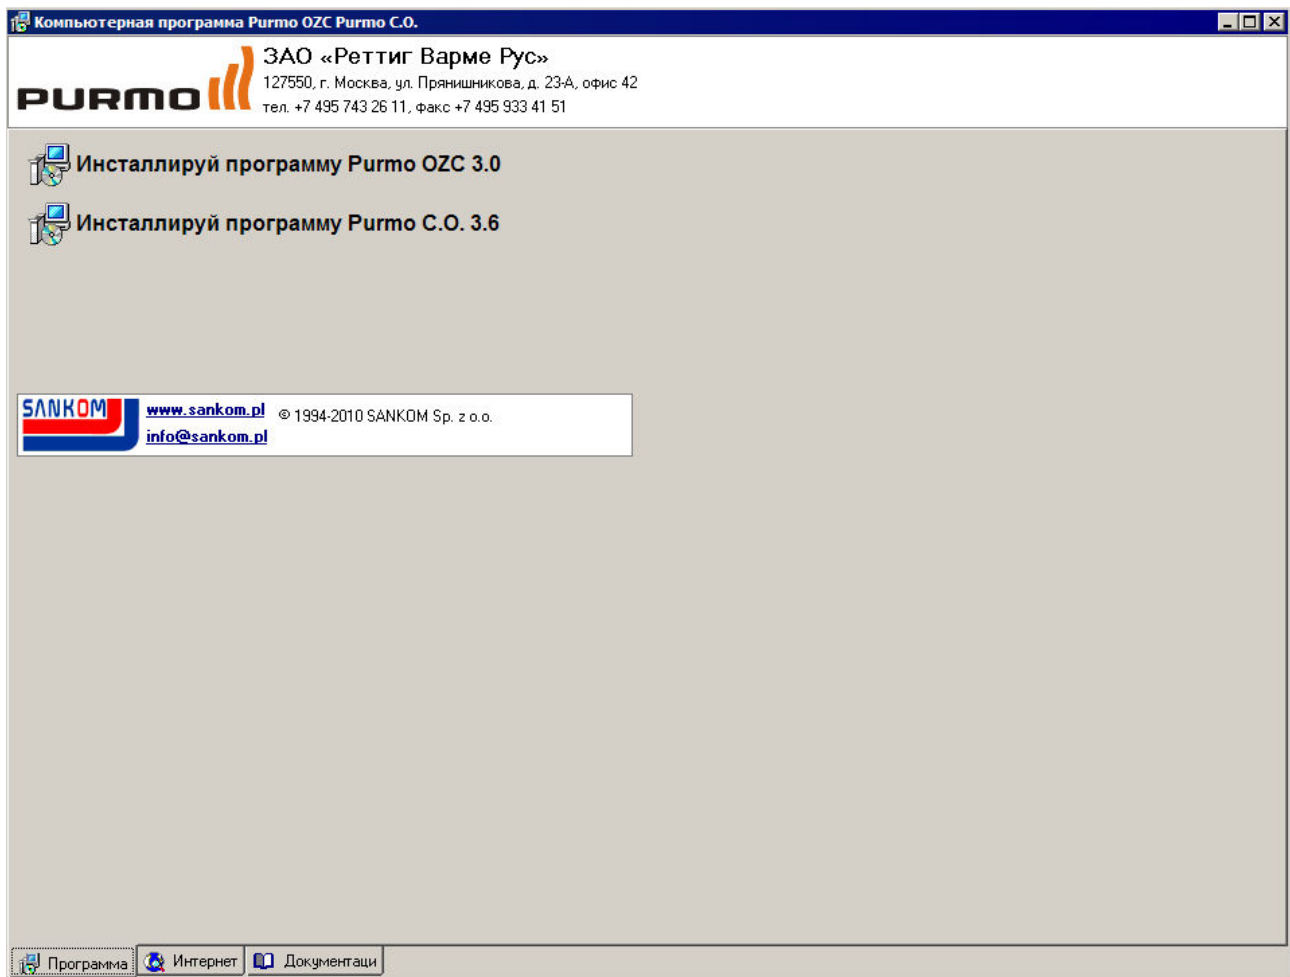 Компьютерная программа Purmo OZC Purmo C.O.
PURMO
ЗАО «Реттиг Варме Рус»
127550, г. Москва, ул. Прянишникова, д. 23-А, офис 42
тел. +7 495 743 26 11, факс +7 495 933 41 51
Инсталлируй программу Purmo OZC 3.0
Инсталлируй программу Purmo C.O. 3.6
SANKOM
www.sankom.pl © 1994-2010 SANKOM Sp. z o.o.
info@sankom.pl
Программа Интернет Документаци